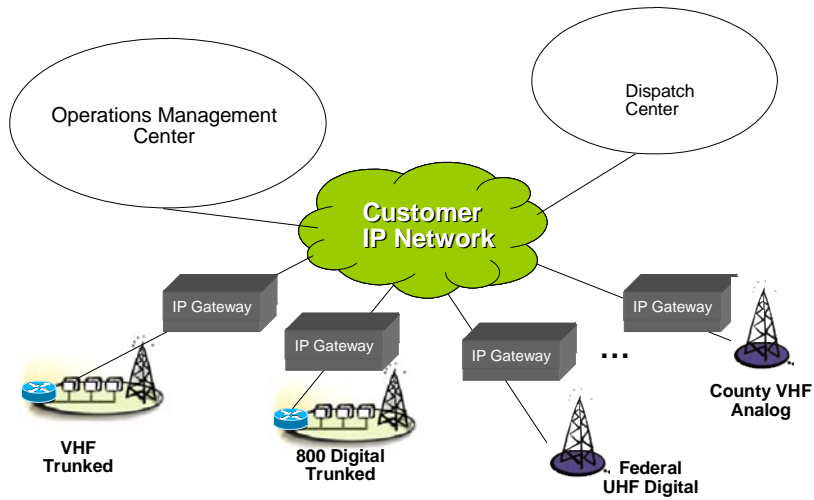 Operations Management
Center
Dispatch
Center
Customer
IP Network
IP Gateway
IP Gateway
IP Gateway
...
IP Gateway
VHF
Trunked
800 Digital
Trunked
Federal
UHF Digital
County VHF
Analog